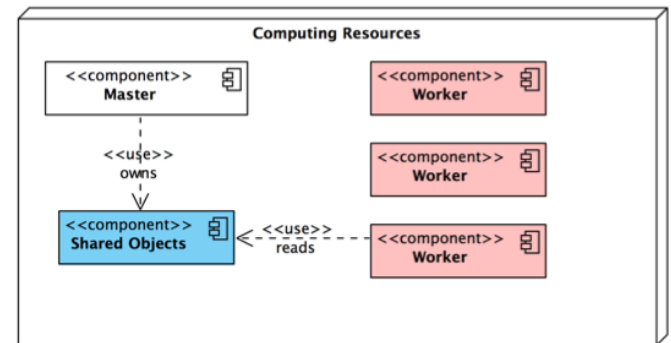 Computing Resources
<<component>>
Master
<<component>>
Worker
<<use>>
owns
<<component>>
Worker
<<component>>
Shared Objects
<<use>>
reads
<<component>>
Worker